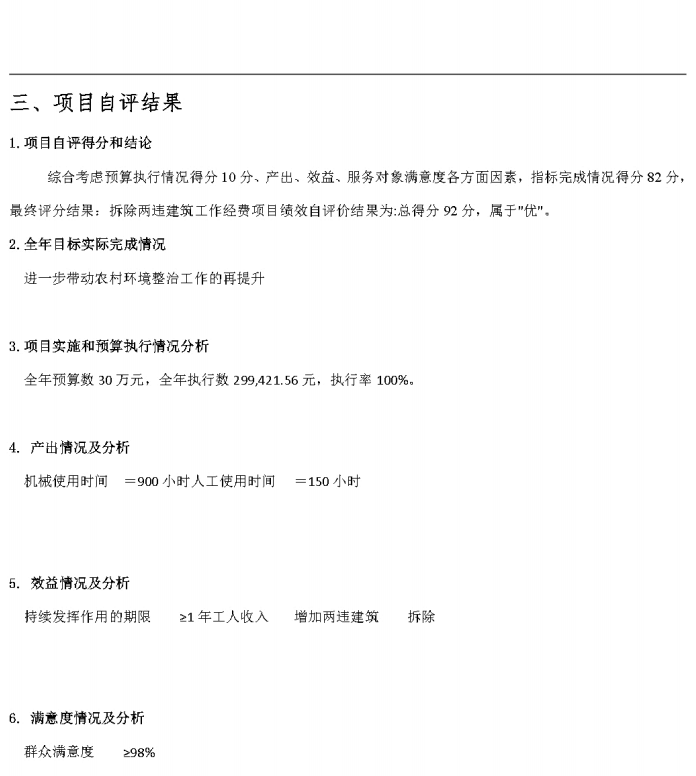 三、项目自评结果
1. 项目自评得分和结论
综合考虑预算执行情况得分 10 分、产出、效益、服务对象满意度各方面因素，指标完成情况得分 82 分，
最终评分结果：拆除两违建筑工作经费项目绩效自评价结果为:总得分 92 分，属于"优"。
2. 全年目标实际完成情况
进一步带动农村环境整治工作的再提升
3. 项目实施和预算执行情况分析
全年预算数 30 万元，全年执行数 299,421.56 元，执行率 100%。
4. 产出情况及分析
机械使用时间 ＝900 小时人工使用时间 ＝150 小时
5. 效益情况及分析
持续发挥作用的期限 ≥1 年工人收入 增加两违建筑 拆除
6. 满意度情况及分析
群众满意度 ≥98%